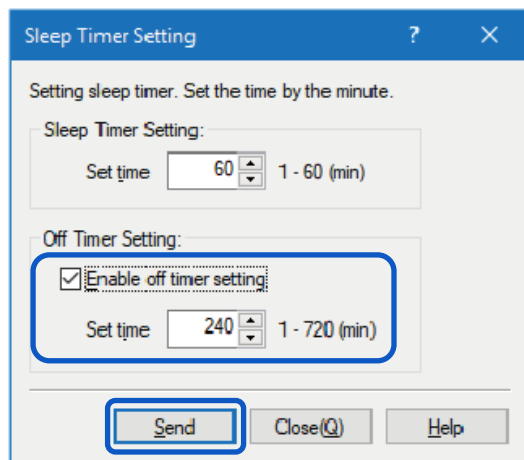 Sleep Timer Setting ?
Setting sleep timer. Set the time by the minute.
Sleep Timer Setting:
Set time 60 1 - 60 (min)
Off Timer Setting:
Enable off timer setting
Set time 240 1 - 720 (min)
Send Close(Q) Help